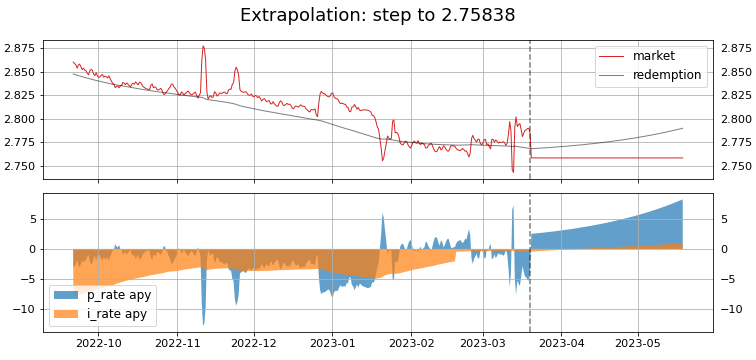 Extrapolation: step to 2.75838
2.875 2.875
2.850 2.850
2.825 2.825
2.800 2.800
2.775 2.775
2.750 2.750
market
redemption
5 5
0 0
−5 −5
−10 −10
p_rate apy
i_rate apy
2022-10 2022-11 2022-12 2023-01 2023-02 2023-03 2023-04 2023-05